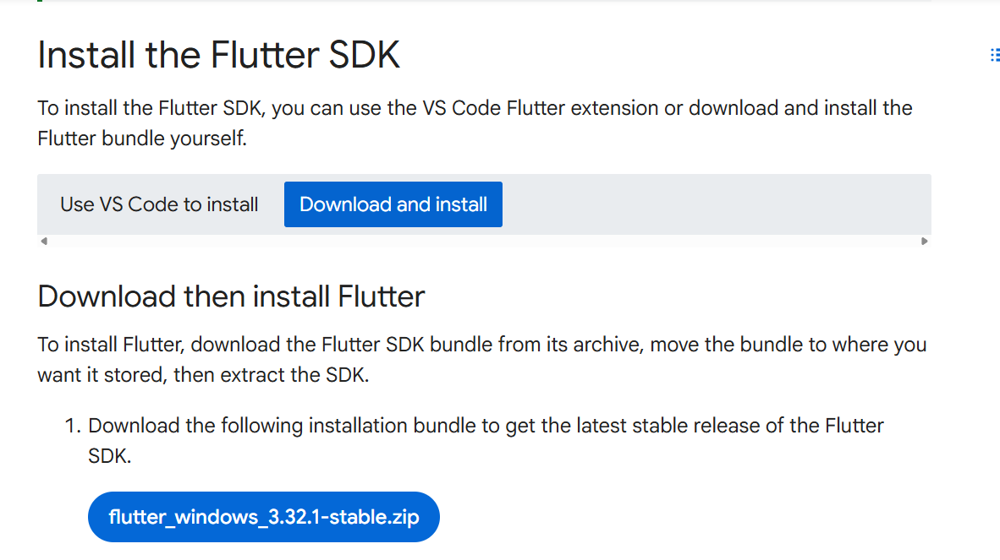 Install the Flutter SDK
To install the Flutter SDK, you can use the VS Code Flutter extension or download and install the
Flutter bundle yourself.
Use VS Code to install Download and install
Download then install Flutter
To install Flutter, download the Flutter SDK bundle from its archive, move the bundle to where you
want it stored, then extract the SDK.
1. Download the following installation bundle to get the latest stable release of the Flutter
SDK.
flutter_windows_3.32.1-stable.zip